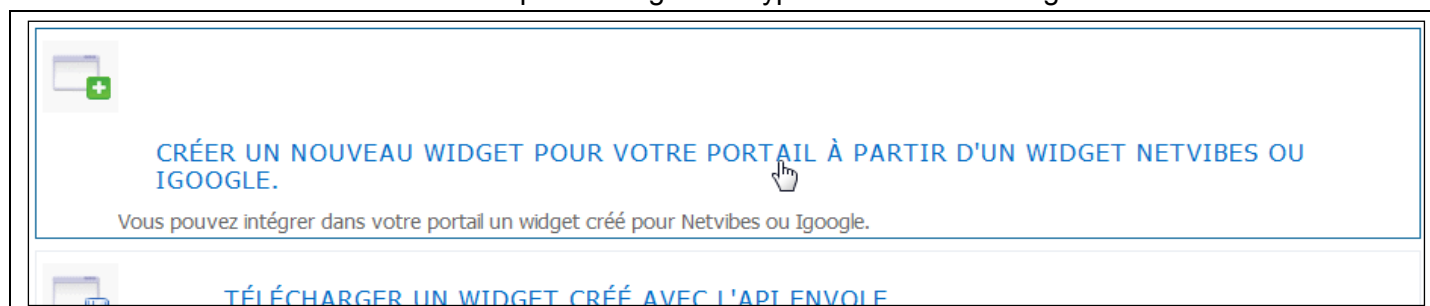 CRÉER UN NOUVEAU WIDGET POUR VOTRE PORTAIL À PARTIR D'UN WIDGET NETVIBES OU
IGOOGLE.
Vous pouvez intégrer dans votre portail un widget créé pour Netvibes ou Igoogle.
TÉLÉCHARGER UN WIDGET CRÉÉ AVEC L'API ENVOLE